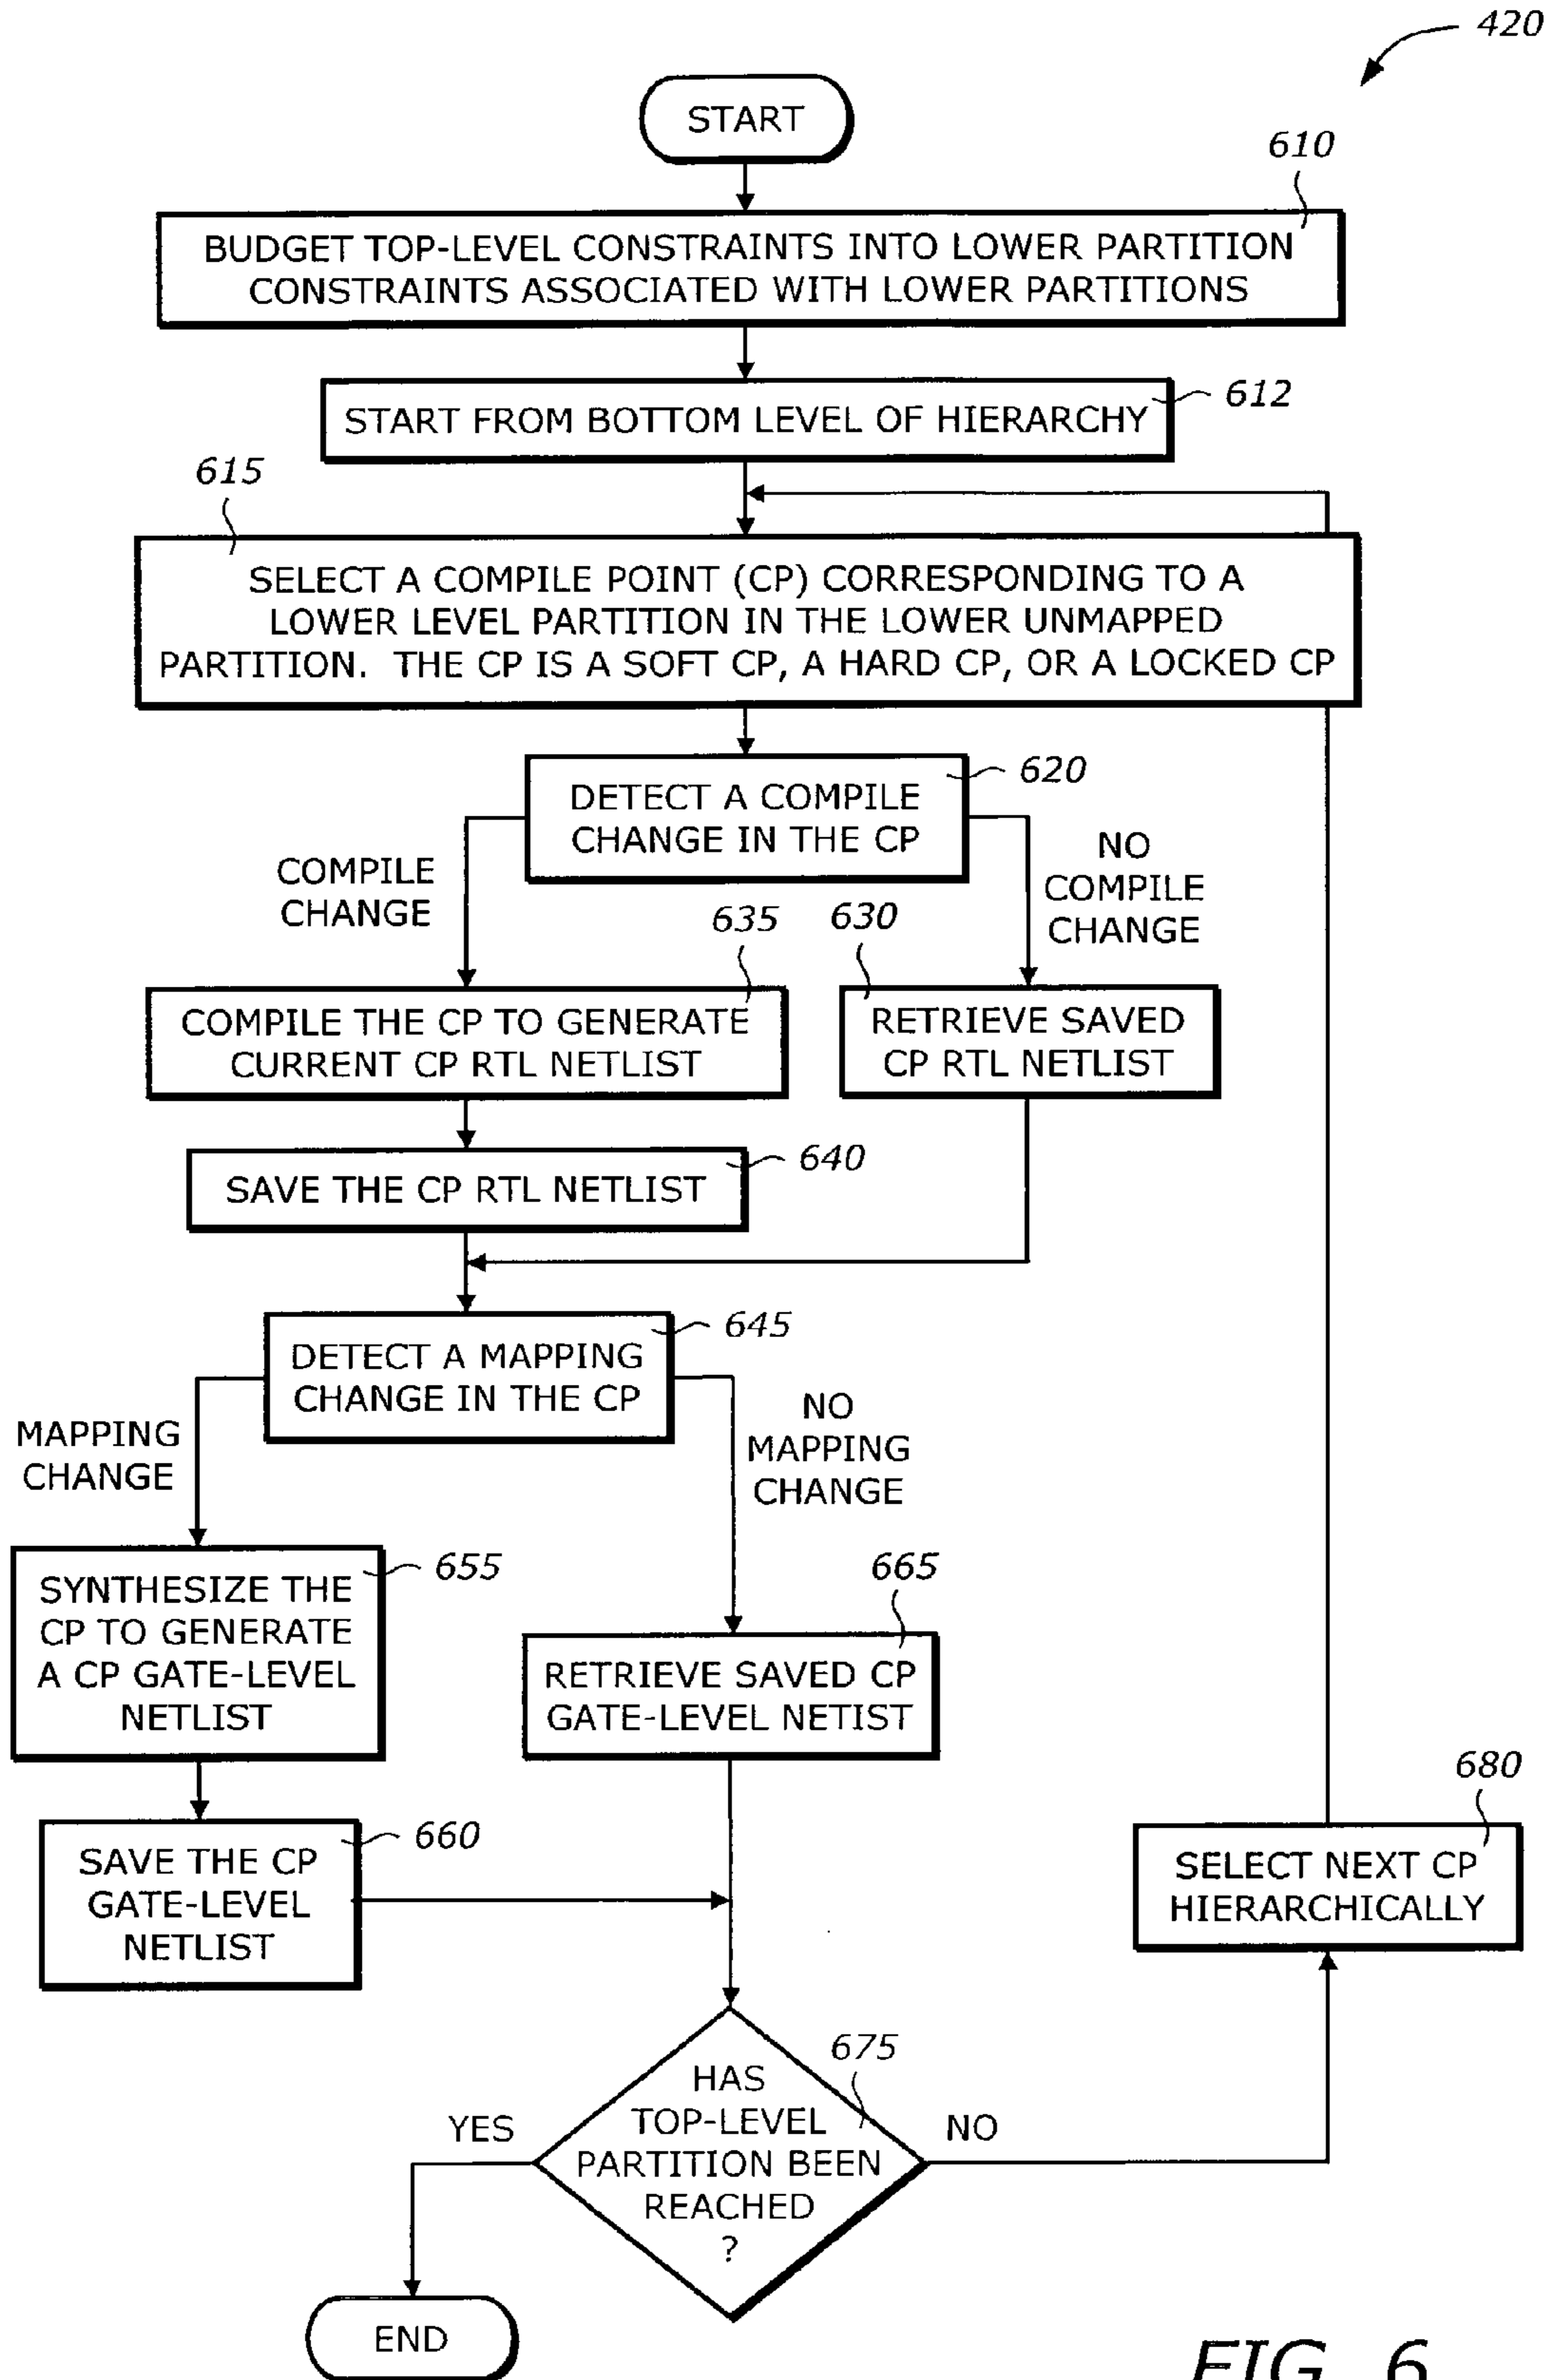 420
START
610
BUDGET TOP-LEVEL CONSTRAINTS INTO LOWER PARTITION
CONSTRAINTS ASSOCIATED WITH LOWER PARTITIONS
START FROM BOTTOM LEVEL OF HIERARCHY
612
615
SELECT A COMPILE POINT (CP) CORRESPONDING TO A
LOWER LEVEL PARTITION IN THE LOWER UNMAPPED
PARTITION. THE CP IS A SOFT CP, A HARD CP, OR A LOCKED CP
620
DETECT A COMPILE
CHANGE IN THE CP
COMPILE
CHANGE
NO
COMPILE
CHANGE
635
630
COMPILE THE CP TO GENERATE
CURRENT CP RTL NETLIST
RETRIEVE SAVED
CP RTL NETLIST
640
SAVE THE CP RTL NETLIST
645
DETECT A MAPPING
CHANGE IN THE CP
MAPPING
CHANGE
NO
MAPPING
CHANGE
655
SYNTHESIZE THE
CP TO GENERATE
A CP GATE-LEVEL
NETLIST
665
RETRIEVE SAVED CP
GATE-LEVEL NETIST
660
SAVE THE CP
GATE-LEVEL
NETLIST
680
SELECT NEXT CP
HIERARCHICALLY
675
HAS
TOP-LEVEL
PARTITION BEEN
REACHED
?
YES
NO
END
FIG. 6